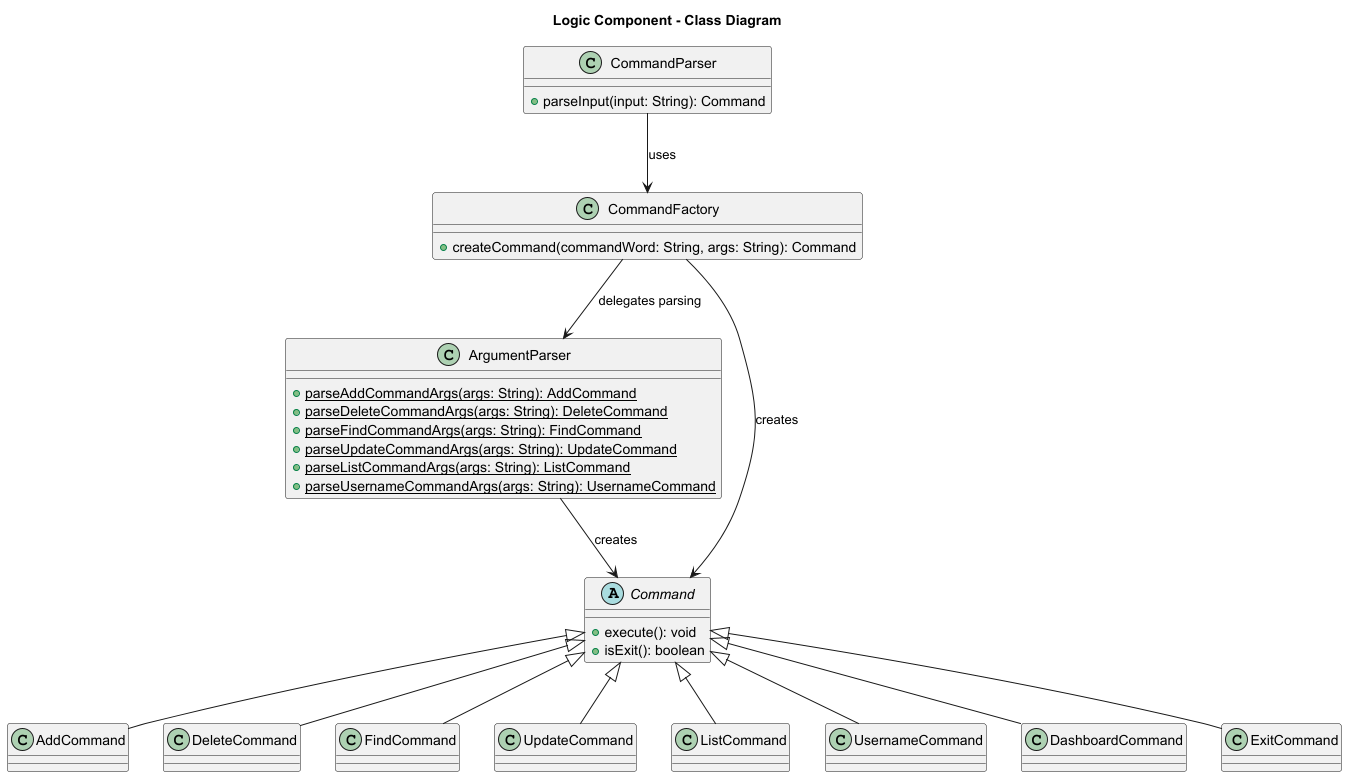 Logic Component - Class Diagram
C CommandParser
parseInput(input: String): Command
uses
C CommandFactory
createCommand(commandWord: String, args: String): Command
delegates parsing
C ArgumentParser
parseAddCommandArgs(args: String): AddCommand
parseDeleteCommandArgs(args: String): DeleteCommand
parseFindCommandArgs(args: String): FindCommand
parseUpdateCommandArgs(args: String): UpdateCommand
parseListCommandArgs(args: String): ListCommand
parseUsernameCommandArgs(args: String): UsernameCommand
creates
creates
A Command
execute(): void
isExit(): boolean
C AddCommand
C DeleteCommand
C FindCommand
C UpdateCommand
C ListCommand
C UsernameCommand
C DashboardCommand
C ExitCommand